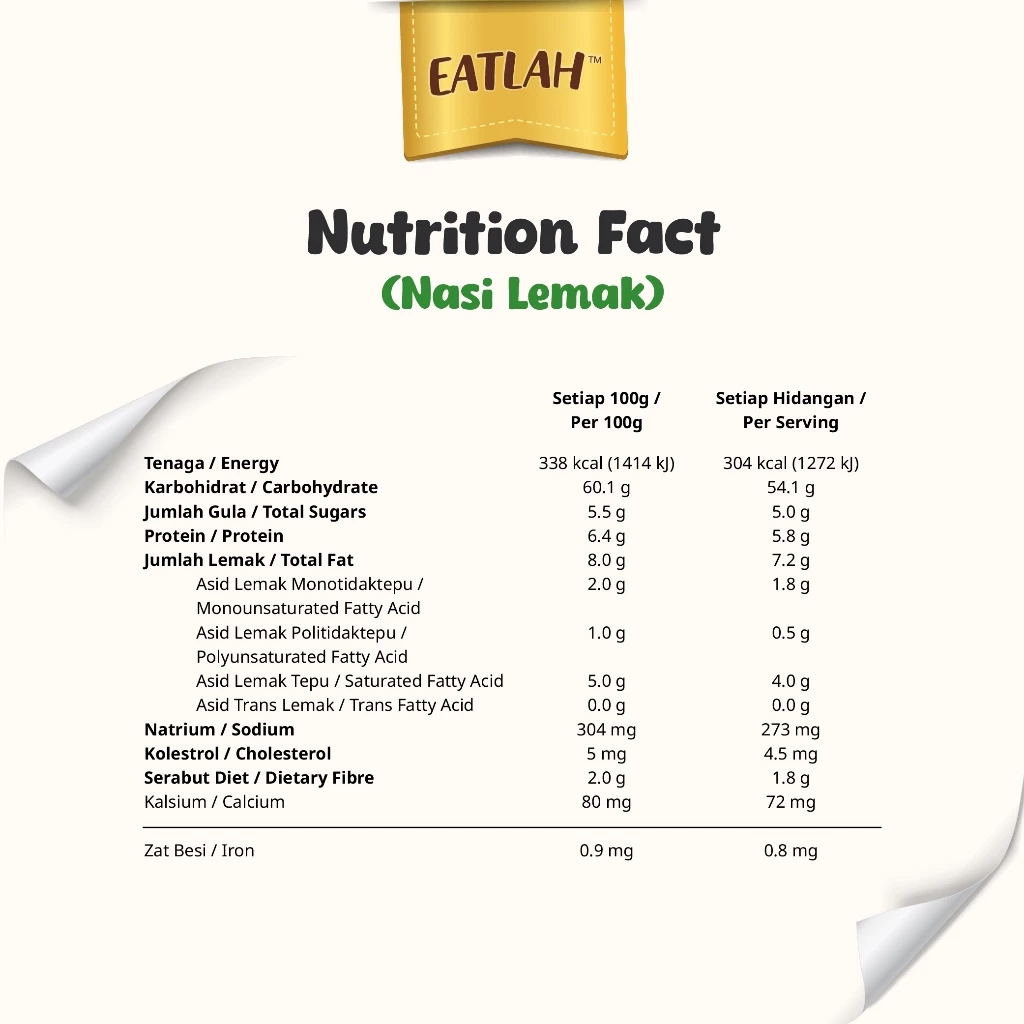 EATLAH™
Nutrition Fact
(Nasi Lemak)
Setiap 100g / Setiap Hidangan /
Per 100g Per Serving
Tenaga / Energy 338 kcal (1414 kJ) 304 kcal (1272 kJ)
Karbohidrat / Carbohydrate 60.1 g 54.1 g
Jumlah Gula / Total Sugars 5.5 g 5.0 g
Protein / Protein 6.4 g 5.8 g
Jumlah Lemak / Total Fat 8.0 g 7.2 g
Asid Lemak Monotidaktepu / 2.0 g 1.8 g
Monounsaturated Fatty Acid
Asid Lemak Politidaktepu / 1.0 g 0.5 g
Polyunsaturated Fatty Acid
Asid Lemak Tepu / Saturated Fatty Acid 5.0 g 4.0 g
Asid Trans Lemak / Trans Fatty Acid 0.0 g 0.0 g
Natrium / Sodium 304 mg 273 mg
Kolestrol / Cholesterol 5 mg 4.5 mg
Serabut Diet / Dietary Fibre 2.0 g 1.8 g
Kalsium / Calcium 80 mg 72 mg
Zat Besi / Iron 0.9 mg 0.8 mg